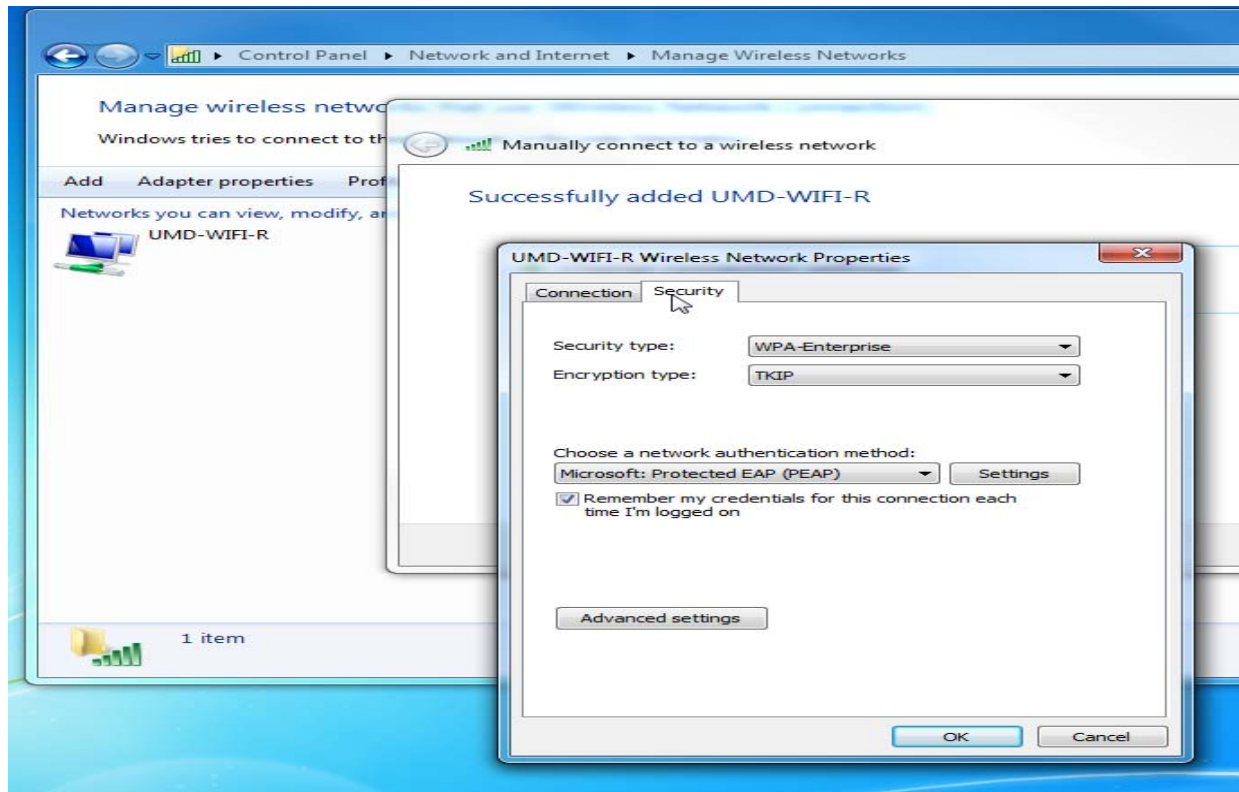 Control Panel ▸ Network and Internet ▸ Manage Wireless Networks
Manage wireless
Windows tries to connect to
Add Adapter properties
Networks you can view, modify,
UMD-WIFI-R
1 item
Manually connect to a wireless network
Successfully added UMD-WIFI-R
UMD-WIFI-R Wireless Network Properties
Connection Security
Security type: WPA-Enterprise
Encryption type: TKIP
Choose a network authentication method:
Microsoft: Protected EAP (PEAP) Settings
Remember my credentials for this connection each
time I'm logged on
Advanced settings
OK Cancel